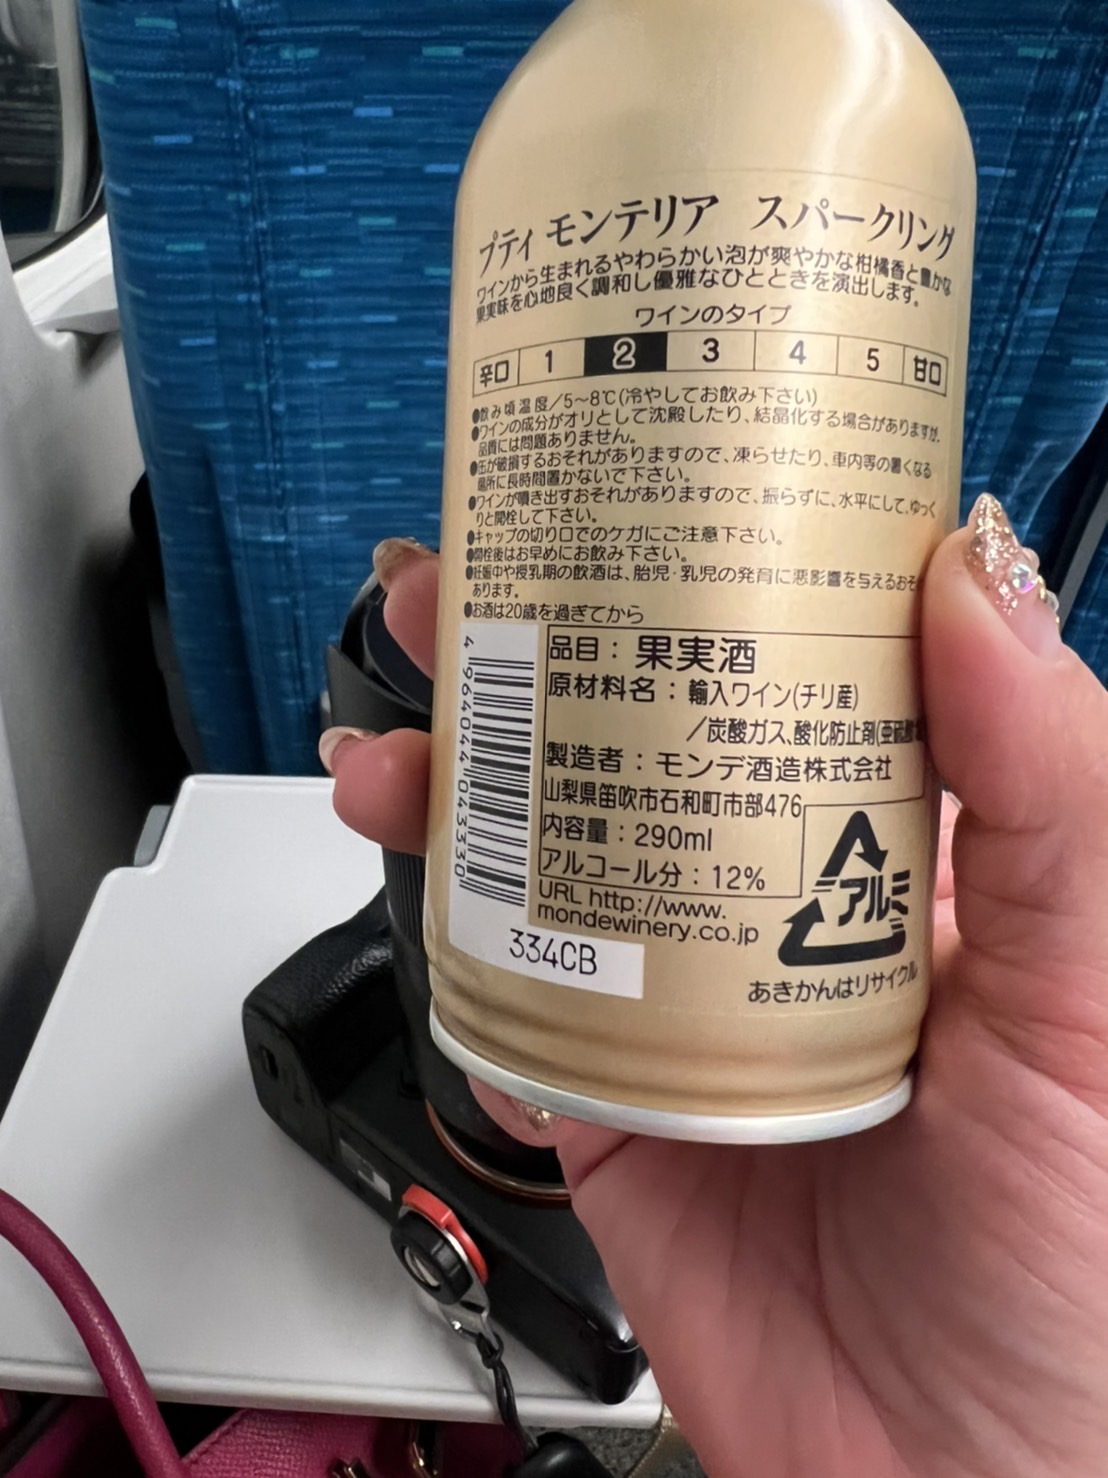 プティ モンテリア スパークリング
ワインから生まれるやわらかい泡が爽やかな柑橘香と豊かな
果実味を心地良く調和し優雅なひとときを演出します。
ワインのタイプ
辛口 1 2 3 4 5 甘口
●飲み頃温度/5~8℃(冷やしてお飲み下さい)
●ワインの成分がオリとして沈殿したり、結晶化する場合がありますが、
品質には問題ありません。
●缶が破損するおそれがありますので、凍らせたり、車内等の暑くなる
場所に長時間置かないで下さい。
●ワインが噴き出すおそれがありますので、振らずに、水平にして、ゆっく
りと開栓して下さい。
●キャップの切り口でのケガにご注意下さい。
●開栓後はお早めにお飲み下さい。
●妊娠中や授乳期の飲酒は、胎児・乳児の発育に悪影響を与えるおそ
あります。
●お酒は20歳を過ぎてから
品目:果実酒
原材料名:輸入ワイン(チリ産)
/炭酸ガス、酸化防止剤(亜硫酸塩
製造者:モンデ酒造株式会社
山梨県笛吹市石和町市部476
内容量:290ml
アルコール分:12%
URL http://www.
mondewinery.co.jp
4 964044 043330
334CB
アルミ
あきかんはリサイクル